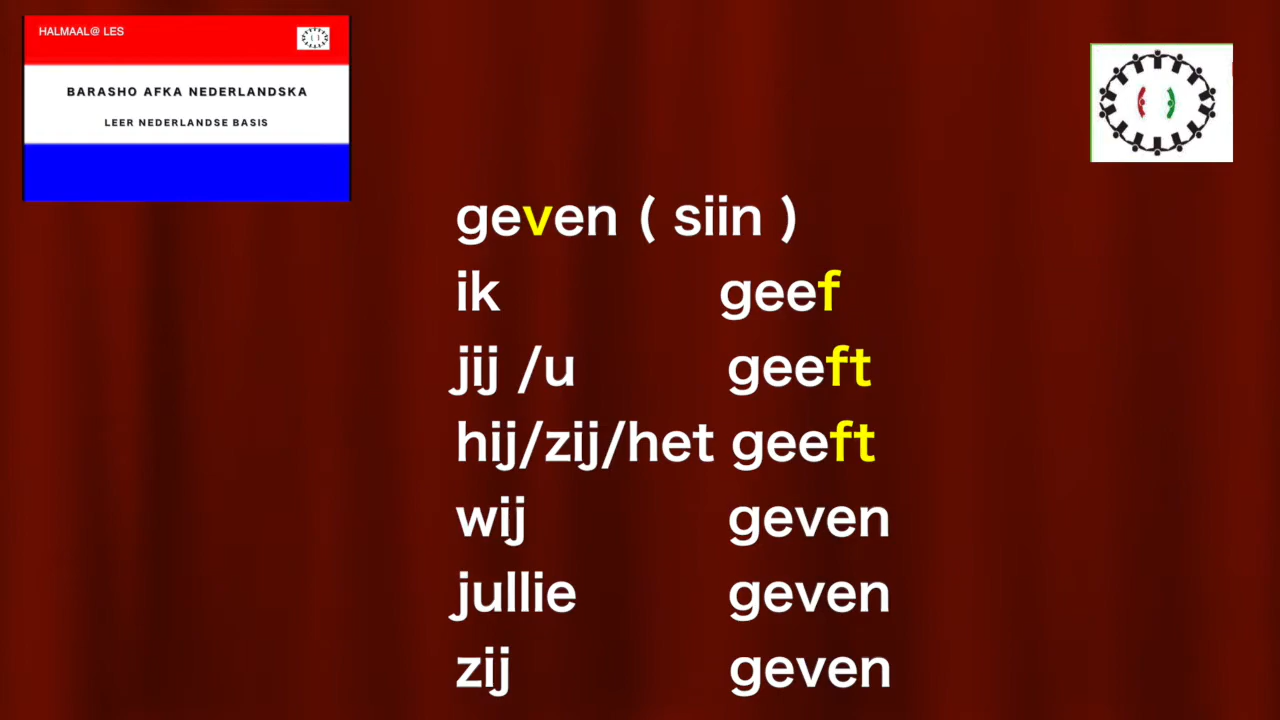 HALMAAL@ LES
BARASHO AFKA NEDERLANDSKA
LEER NEDERLANDSE BASIS
geven ( siin )
ik geef
jij /u geeft
hij/zij/het geeft
wij geven
jullie geven
zij geven